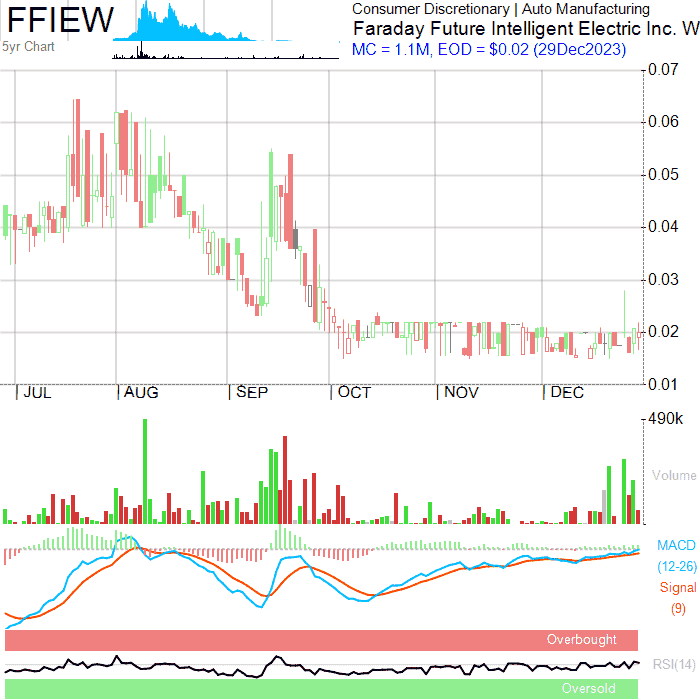 FFIEW
5yr Chart
Consumer Discretionary | Auto Manufacturing
Faraday Future Intelligent Electric Inc. W
MC = 1.1M, EOD = $0.02 (29Dec2023)
0.07
0.06
0.05
0.04
0.03
0.02
0.01
JUL AUG SEP OCT NOV DEC
490k
Volume
MACD
(12-26)
Signal
(9)
Overbought
RSI(14)
Oversold